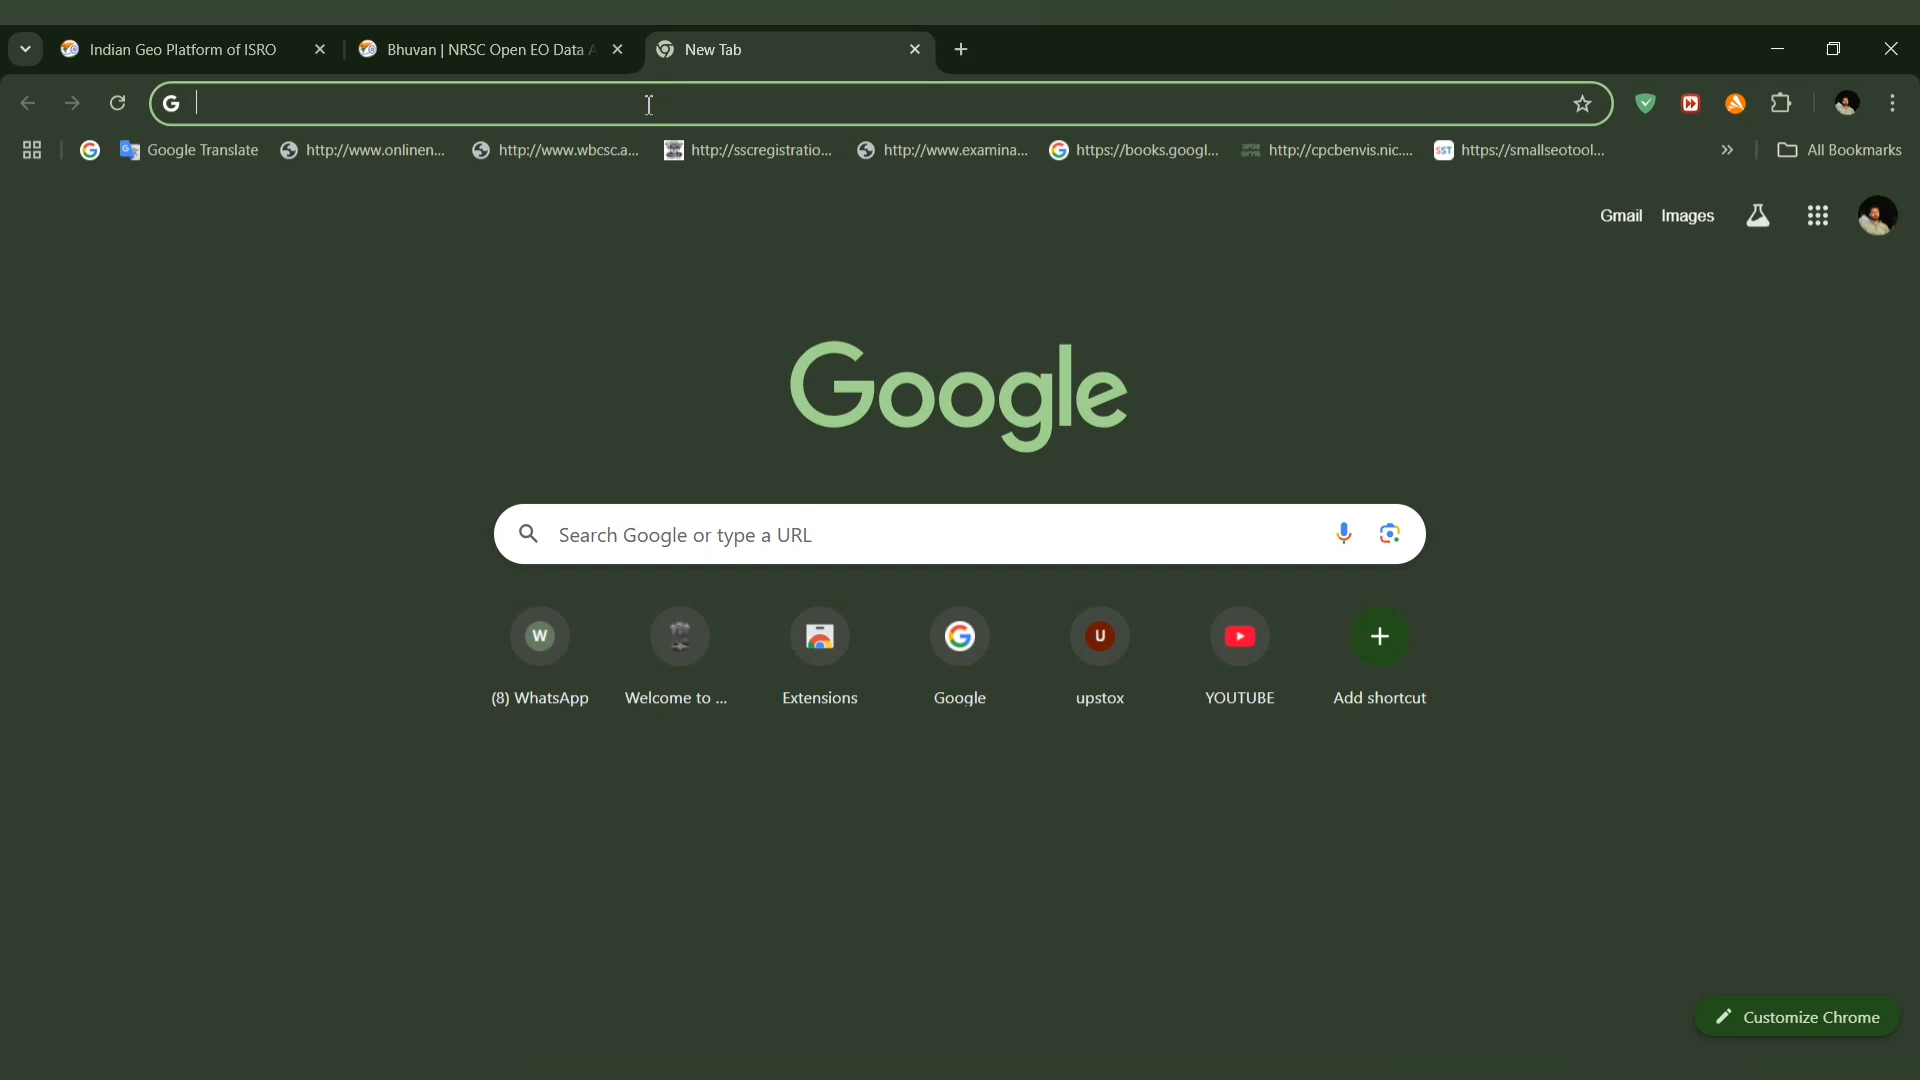 Indian Geo Platform of ISRO
Bhuvan | NRSC Open EO Data A
New Tab
Google Translate
http://www.onlinen...
http://www.wbcsc.a...
http://sscregistratio...
http://www.examina...
https://books.googl...
http://cpcbenvis.nic....
SST
https://smallseotool...
All Bookmarks
Gmail
Images
Google
Search Google or type a URL
W
U
(8) WhatsApp
Welcome to ...
Extensions
Google
upstox
YOUTUBE
Add shortcut
Customize Chrome